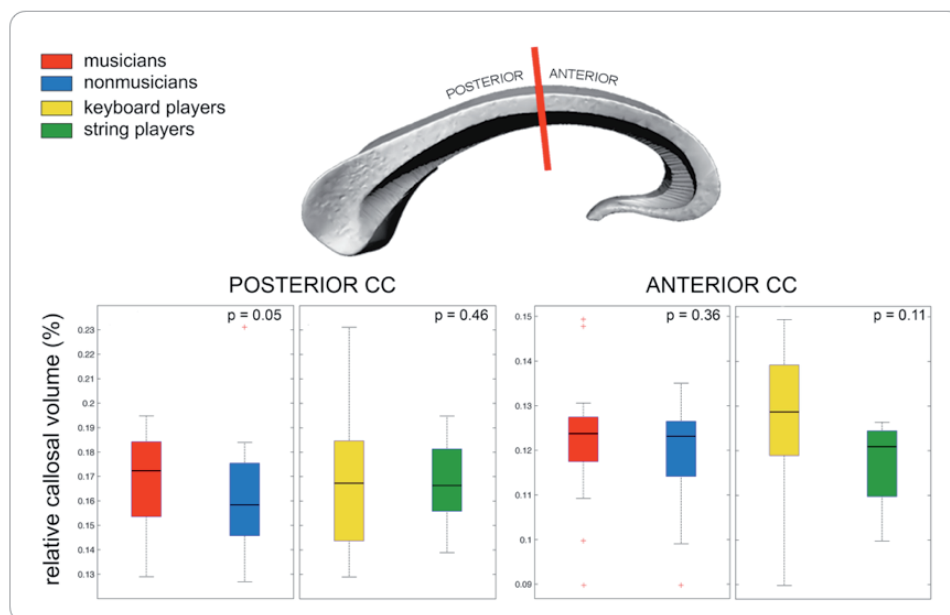 musicians
nonmusicians
keyboard players
string players
POSTERIOR ANTERIOR
POSTERIOR CC ANTERIOR CC
relative callosal volume (%)
p = 0.05 p = 0.46 p = 0.36 p = 0.11
0.23
0.22
0.21
0.2
0.19
0.18
0.17
0.16
0.15
0.14
0.13
0.15
0.14
0.13
0.12
0.11
0.1
0.09